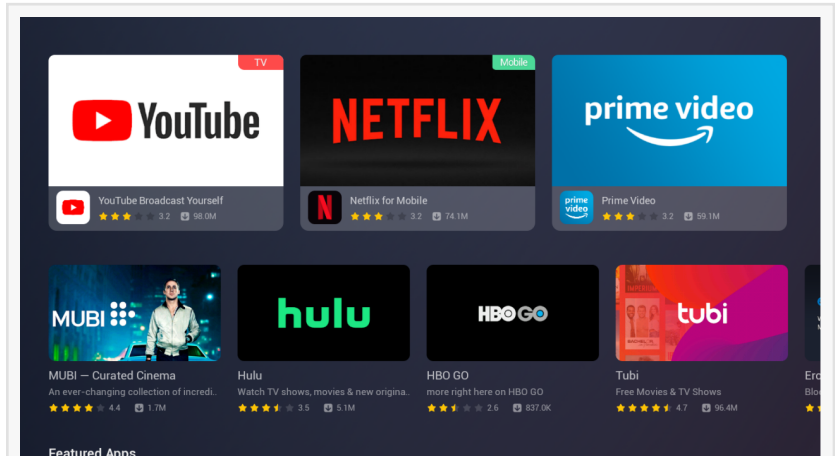 TV
YouTube
Mobile
NETFLIX
prime video
YouTube Broadcast Yourself
3.2 98.0M
N
Netflix for Mobile
3.2 74.1M
prime video
Prime Video
3.2 59.1M
MUBI
hulu
HBO GO
tubi
MUBI — Curated Cinema
An ever-changing collection of incredi..
4.4 1.7M
Hulu
Watch TV shows, movies & new origina..
3.5 5.1M
HBO GO
more right here on HBO GO
2.6 837.0K
Tubi
Free Movies & TV Shows
4.7 96.4M
Ero
Blo
Featured Apps